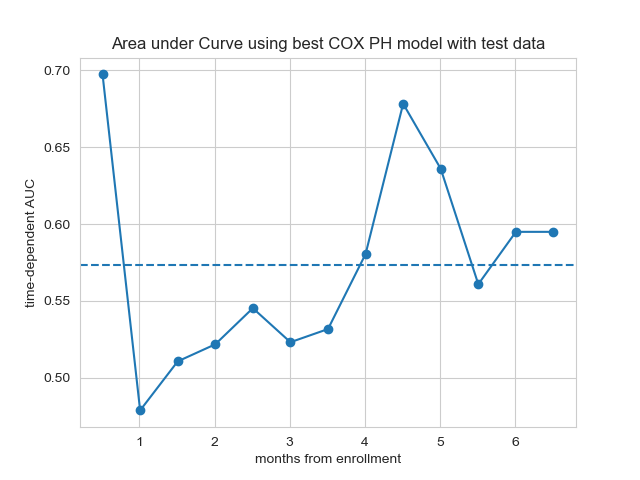 Area under Curve using best COX PH model with test data
time-dependent AUC
0.70
0.65
0.60
0.55
0.50
1 2 3 4 5 6
months from enrollment